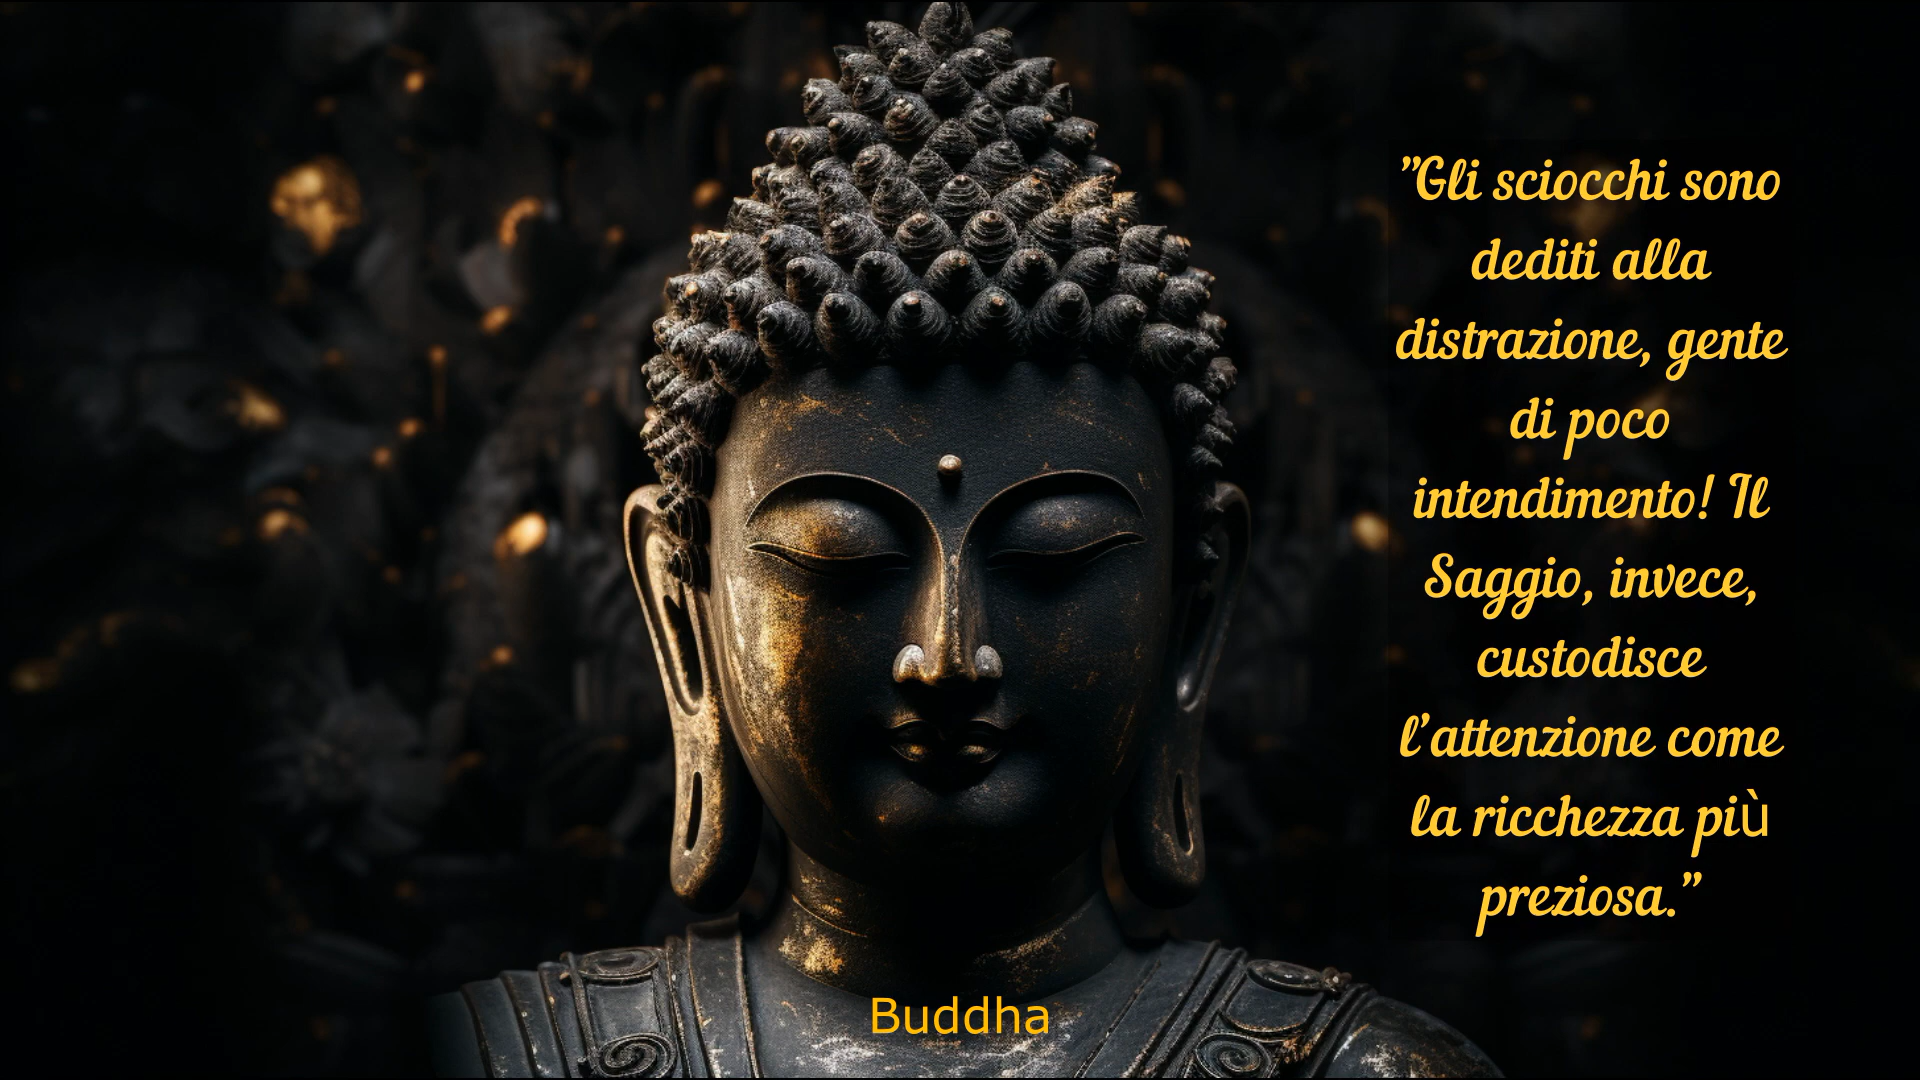 ”Gli sciocchi sono
dediti alla
distrazione, gente
di poco
intendimento! Il
Saggio, invece,
custodisce
l’attenzione come
la ricchezza più
preziosa.”
Buddha